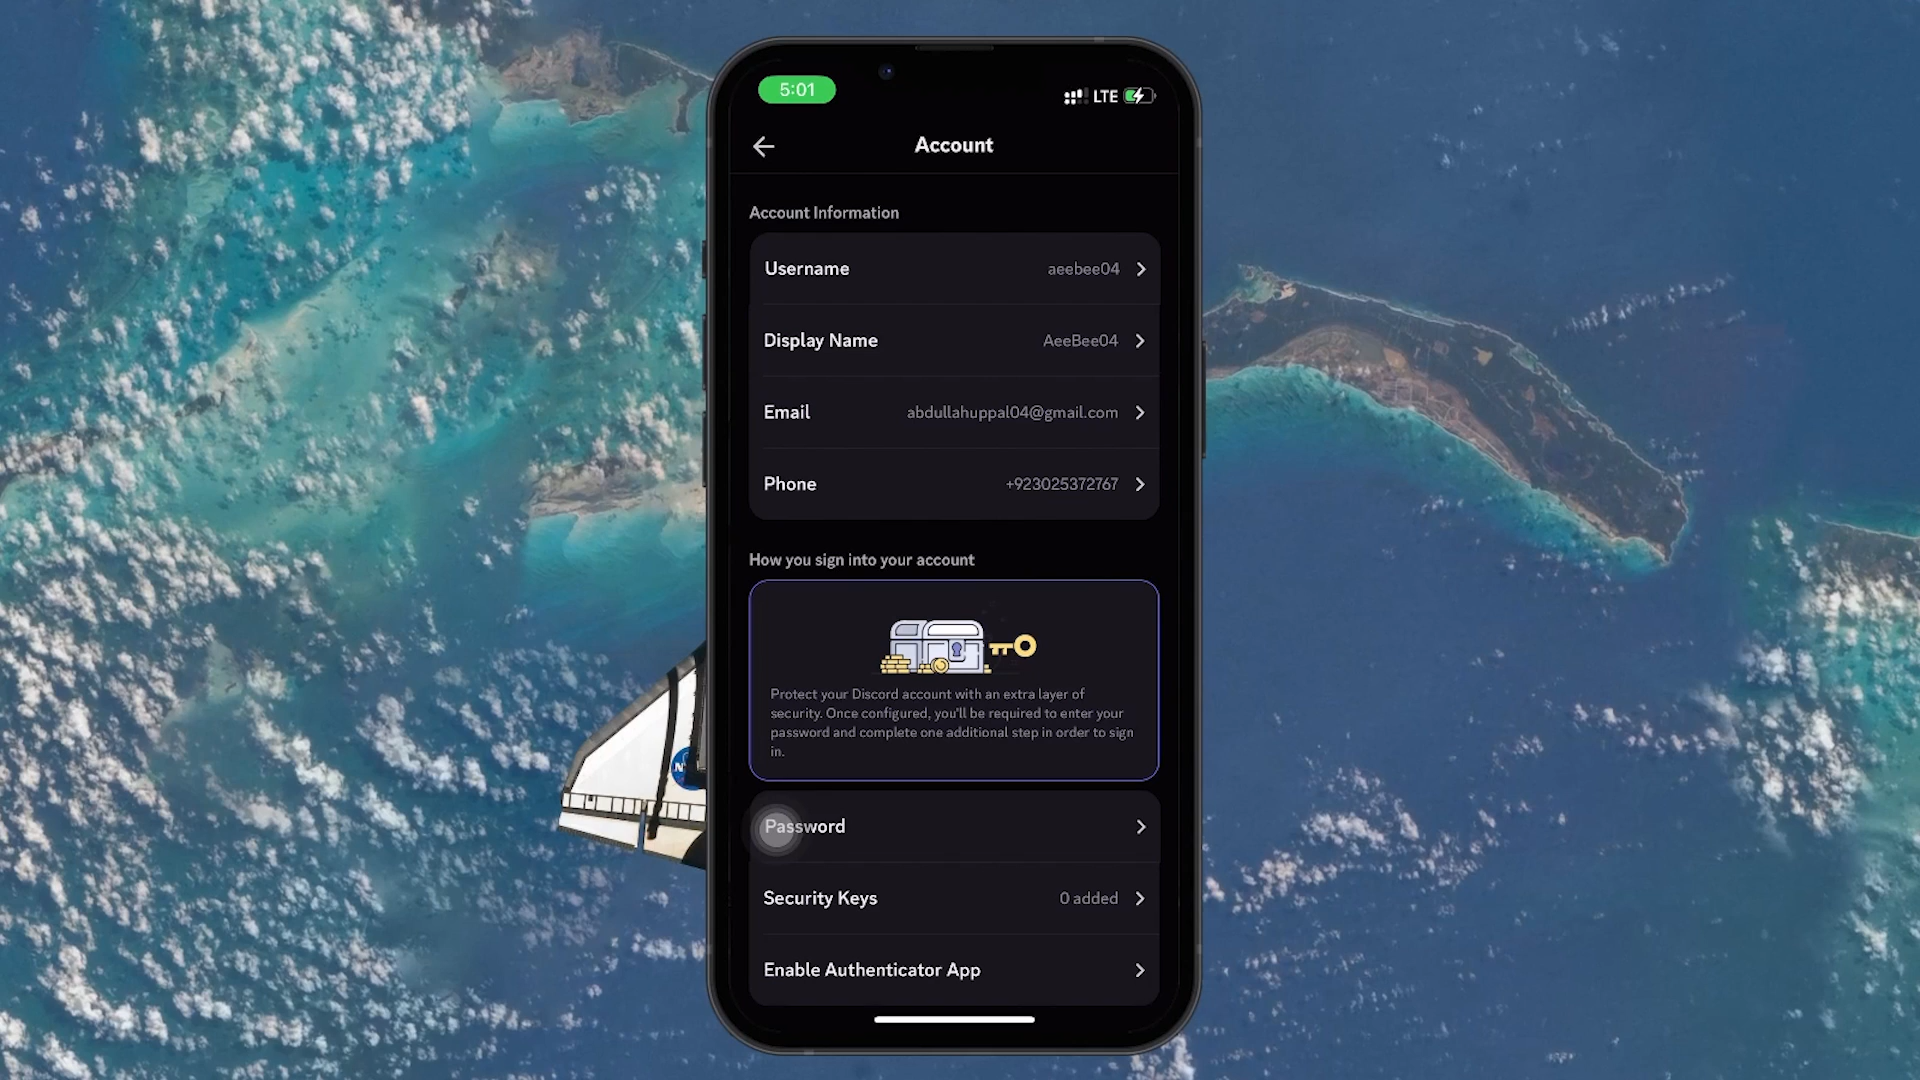 5:01
LTE
Account
Account Information
Username aeebee04
Display Name AeeBee04
Email abdullahuppal04@gmail.com
Phone +923025372767
How you sign into your account
Protect your Discord account with an extra layer of
security. Once configured, you'll be required to enter your
password and complete one additional step in order to sign
in.
Password
Security Keys 0 added
Enable Authenticator App